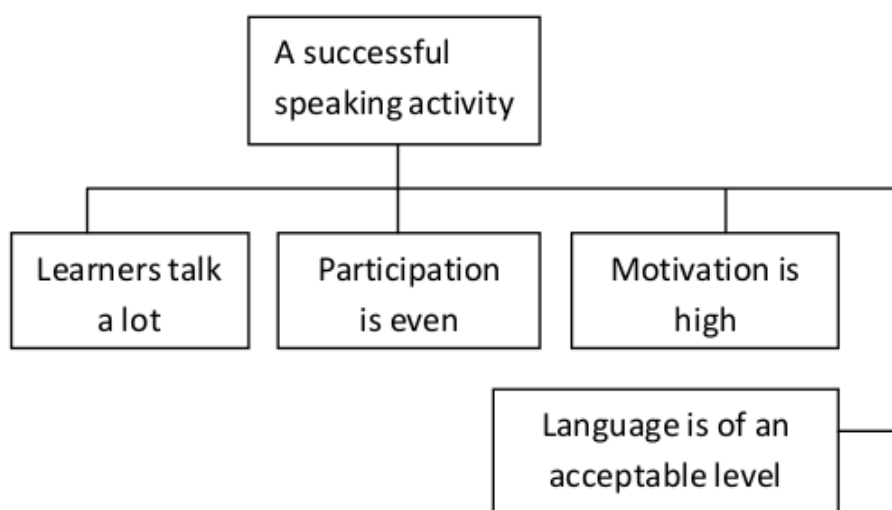 A successful
speaking activity
Learners talk
a lot
Participation
is even
Motivation is
high
Language is of an
acceptable level